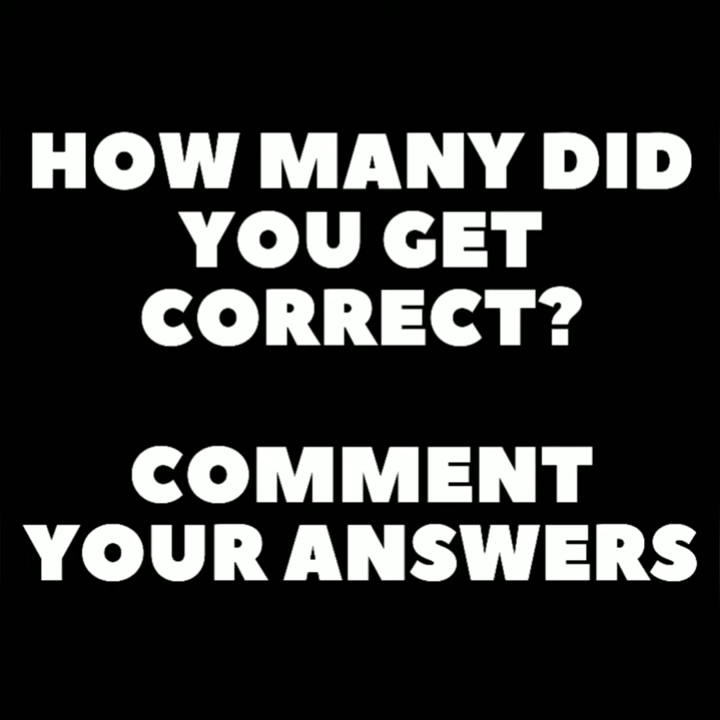 HOW MANY DID
YOU GET
CORRECT?
COMMENT
YOUR ANSWERS